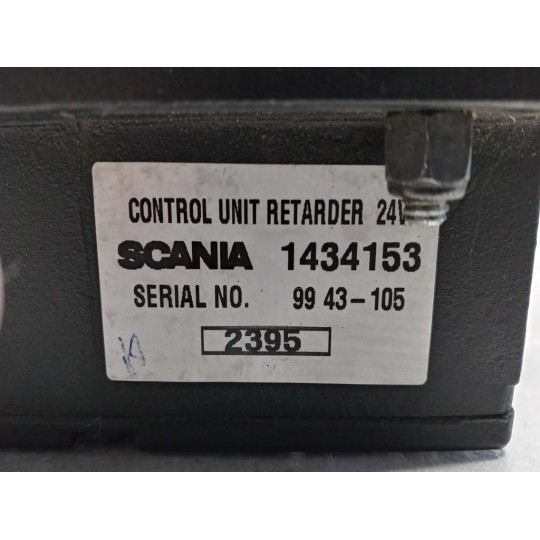 CONTROL UNIT RETARDER 24V
SCANIA 1434153
SERIAL NO. 99 43-105
2395